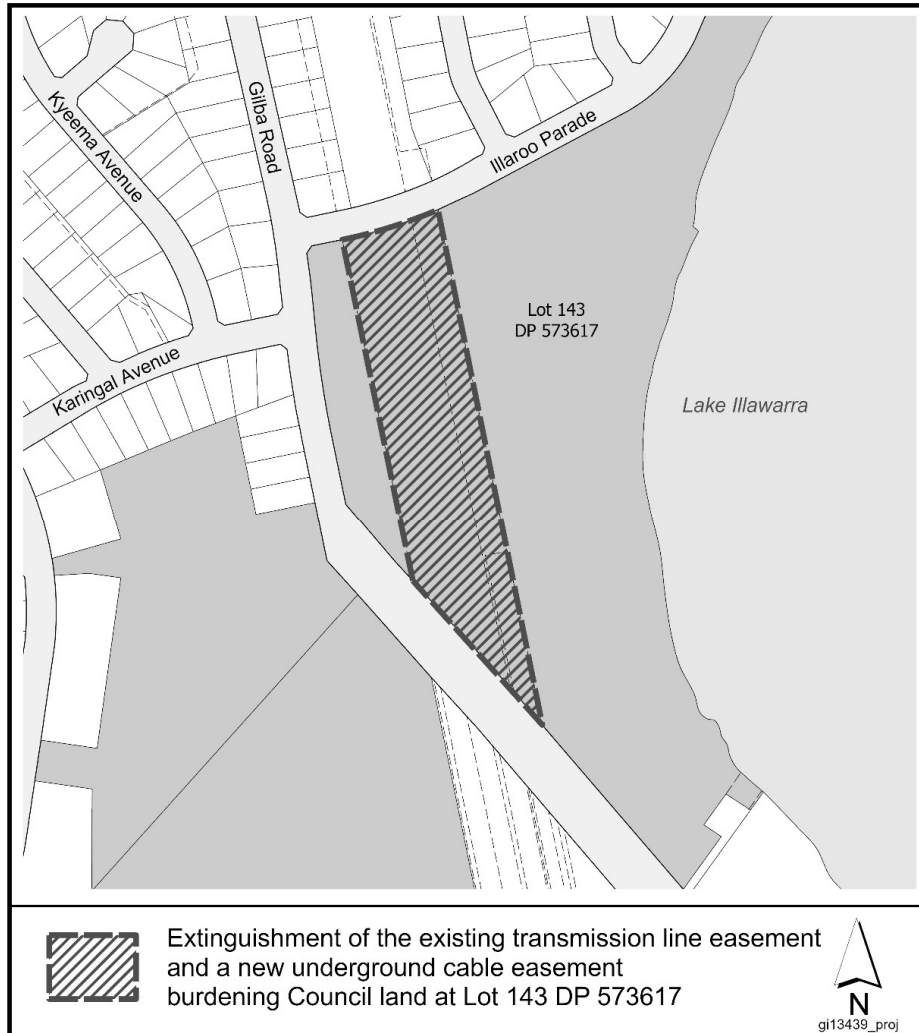 Kyeema Avenue
Gilba Road
Illaroo Parade
Lot 143
DP 573617
Karingal Avenue
Lake Illawarra
Extinguishment of the existing transmission line easement
and a new underground cable easement
burdening Council land at Lot 143 DP 573617
N
gi13439_proj